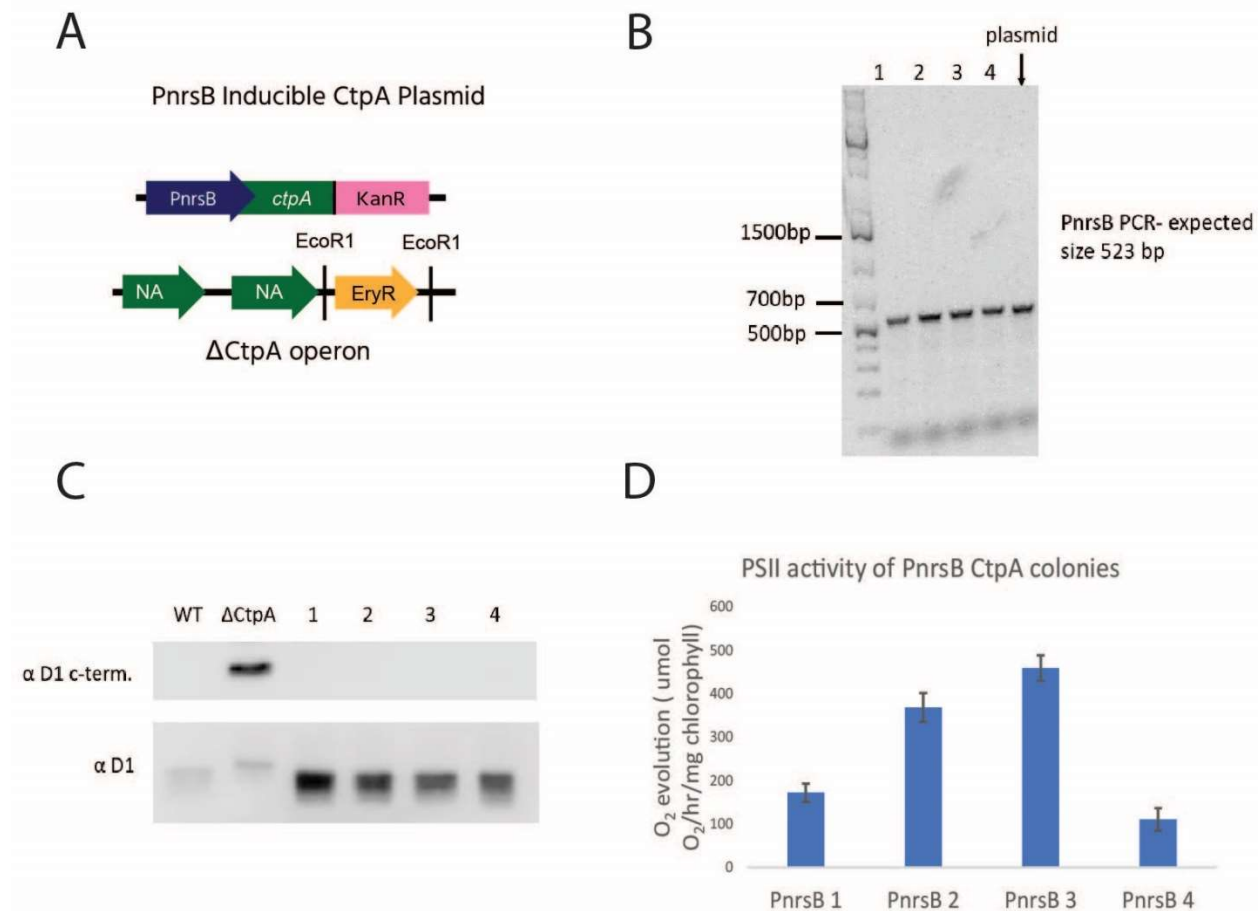 A
PnrsB Inducible CtpA Plasmid
PnrsB
ctpA
KanR
EcoR1
EcoR1
NA
NA
EryR
ΔCtpA operon
B
plasmid
1 2 3 4
1500bp
700bp
500bp
PnrsB PCR- expected
size 523 bp
C
WT ΔCtpA 1 2 3 4
α D1 c-term.
α D1
D
PSII activity of PnrsB CtpA colonies
O₂ evolution ( umol
O₂/hr/mg chlorophyll)
600
500
400
300
200
100
0
PnrsB 1 PnrsB 2 PnrsB 3 PnrsB 4